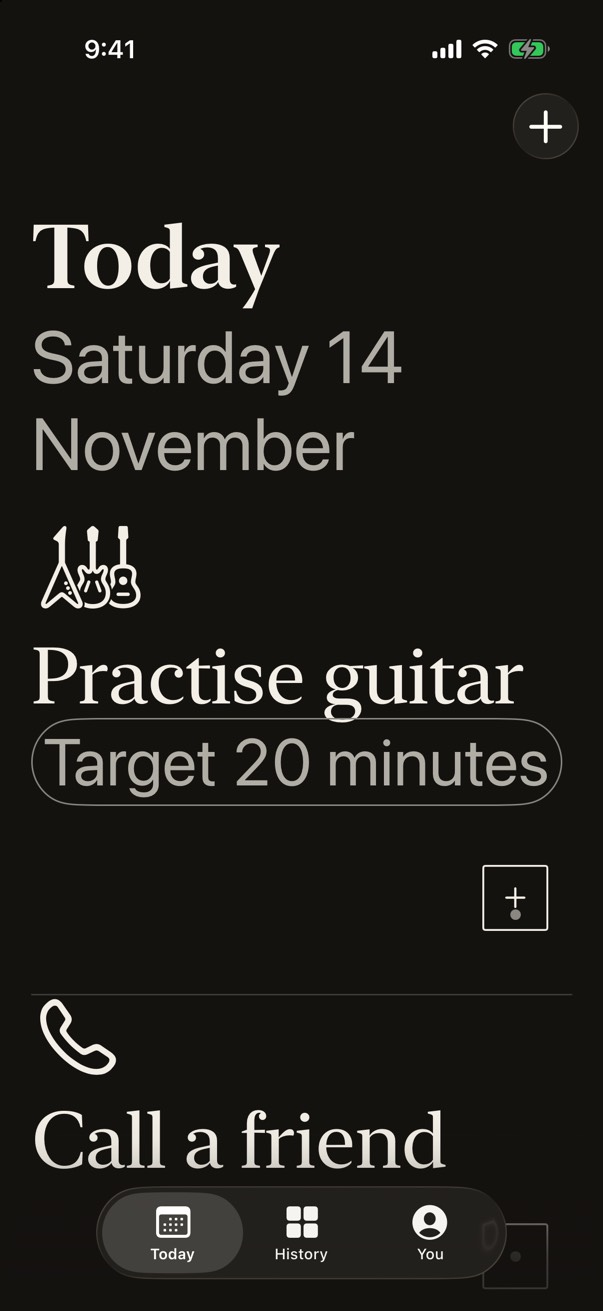 9:41
Today
Saturday 14
November
Practise guitar
Target 20 minutes
Call a friend
Today
History
You